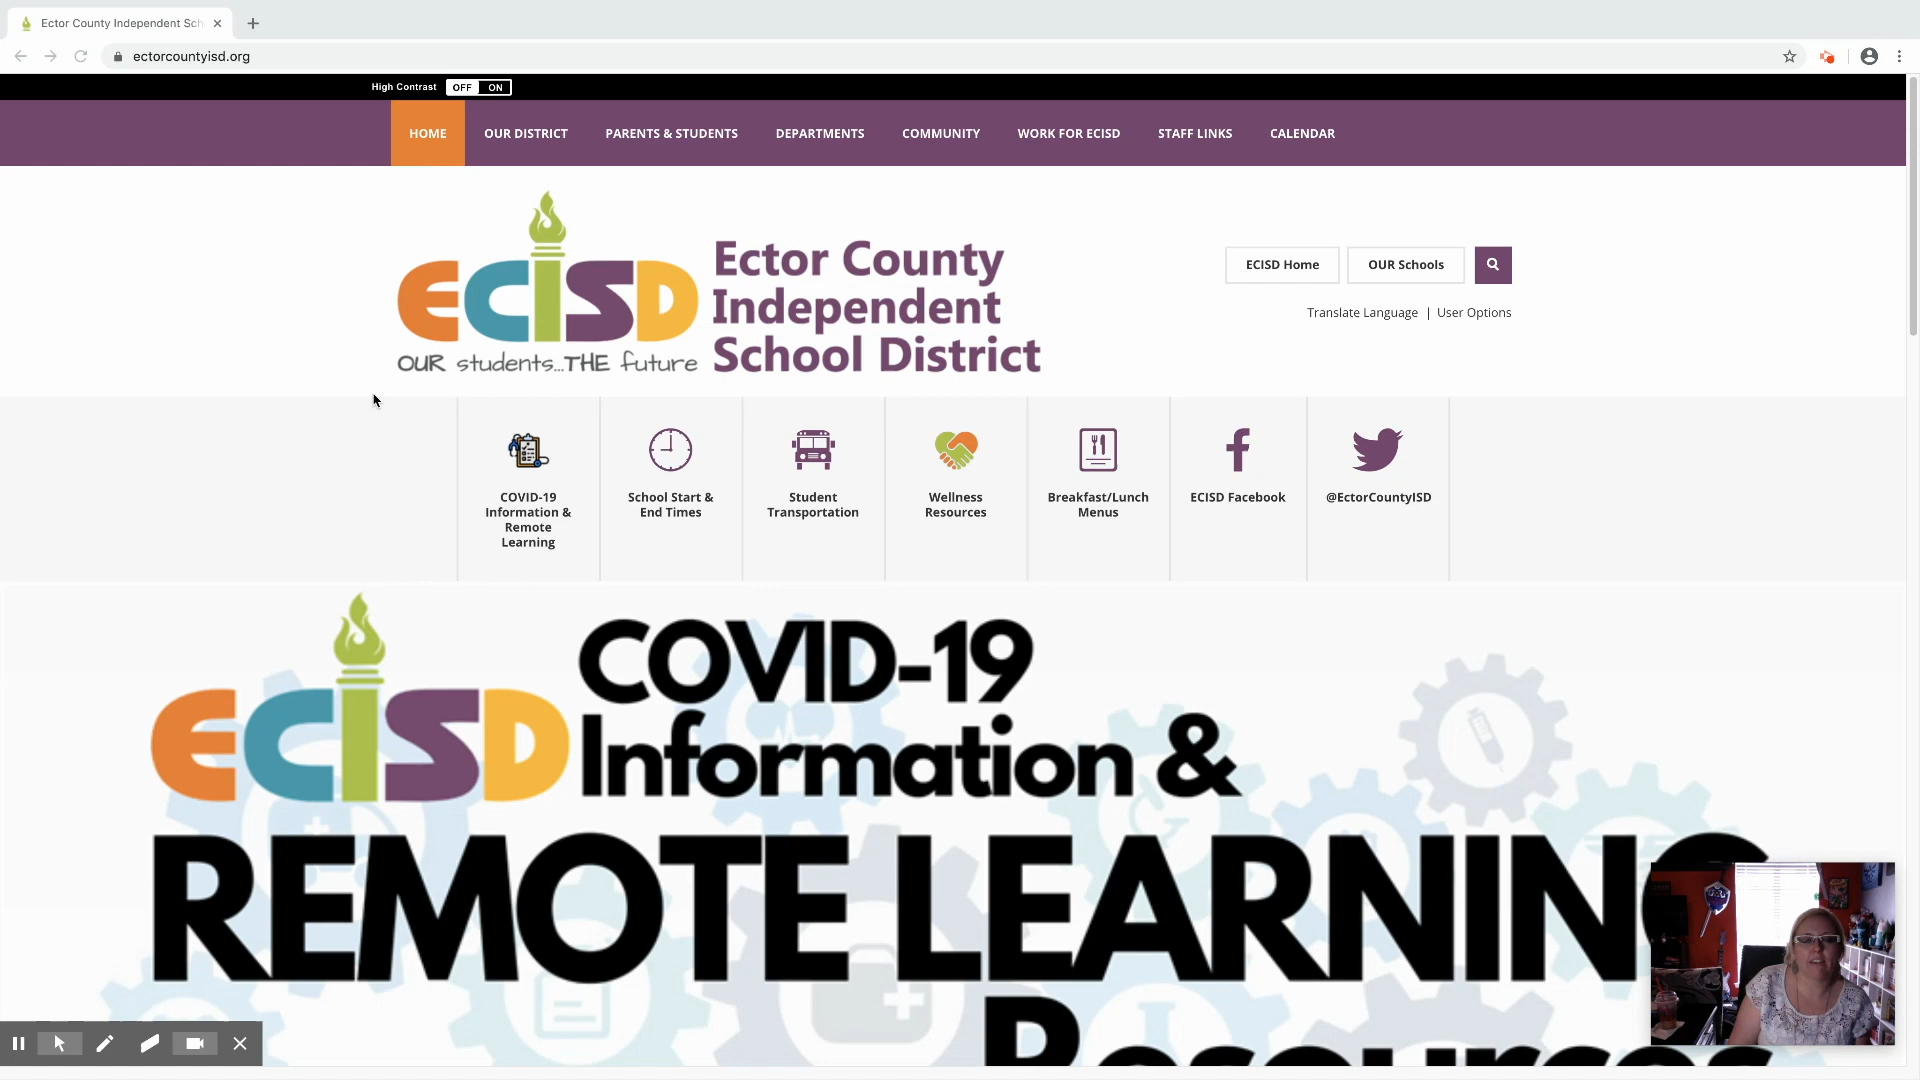 Ector County Independent Sch
ectorcountyisd.org
High Contrast OFF ON
HOME OUR DISTRICT PARENTS & STUDENTS DEPARTMENTS COMMUNITY WORK FOR ECISD STAFF LINKS CALENDAR
ECISD
OUR students...THE future
Ector County
Independent
School District
ECISD Home OUR Schools
Translate Language | User Options
COVID-19
Information &
Remote
Learning
School Start &
End Times
Student
Transportation
Wellness
Resources
Breakfast/Lunch
Menus
ECISD Facebook
@EctorCountyISD
ECISD
COVID-19
Information &
REMOTE LEARNING
Resources